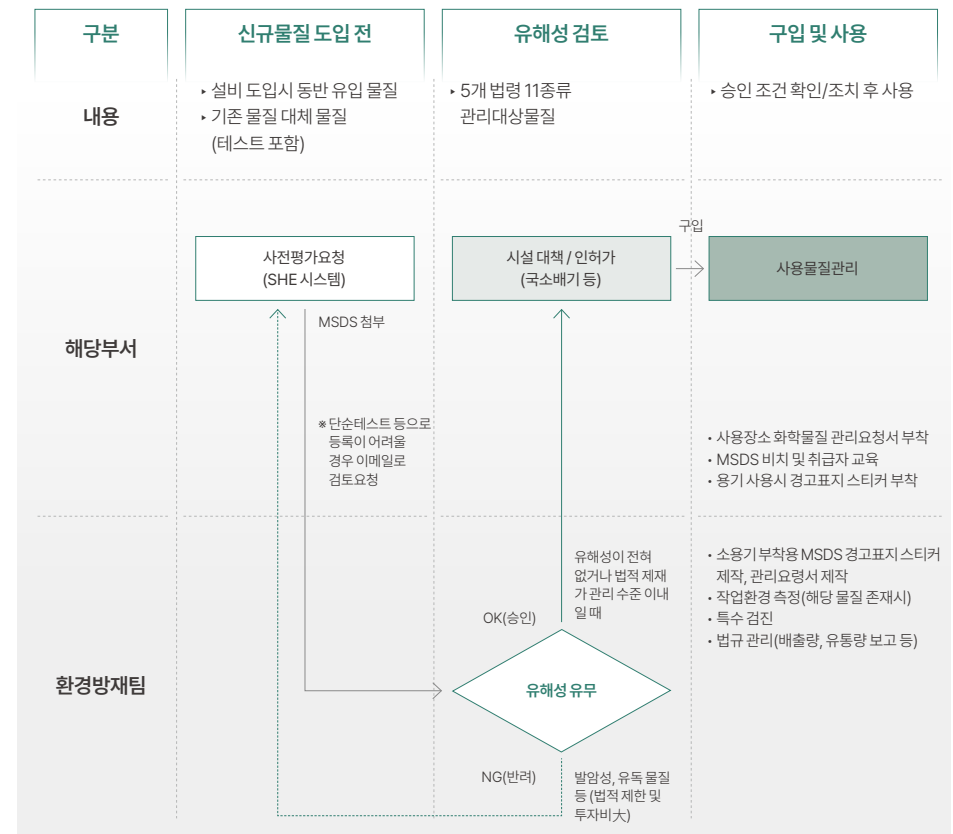 구분
신규물질 도입 전
유해성 검토
구입 및 사용
내용
‣ 설비 도입시 동반 유입 물질
‣ 기존 물질 대체 물질
(테스트 포함)
‣ 5개 법령 11종류
관리대상물질
‣ 승인 조건 확인/조치 후 사용
해당부서
사전평가요청
(SHE 시스템)
MSDS 첨부
※ 단순테스트 등으로
등록이 어려울
경우 이메일로
검토요청
시설 대책 / 인허가
(국소배기 등)
구입
사용물질관리
• 사용장소 화학물질 관리요청서 부착
• MSDS 비치 및 취급자 교육
• 용기 사용시 경고표지 스티커 부착
환경방재팀
유해성이 전혀
없거나 법적 제재
가 관리 수준 이내
일 때
OK(승인)
유해성 유무
NG(반려)
발암성, 유독 물질
등 (법적 제한 및
투자비大)
• 소용기 부착용 MSDS 경고표지 스티커
제작, 관리요령서 제작
• 작업환경 측정(해당 물질 존재시)
• 특수 검진
• 법규 관리(배출량, 유통량 보고 등)